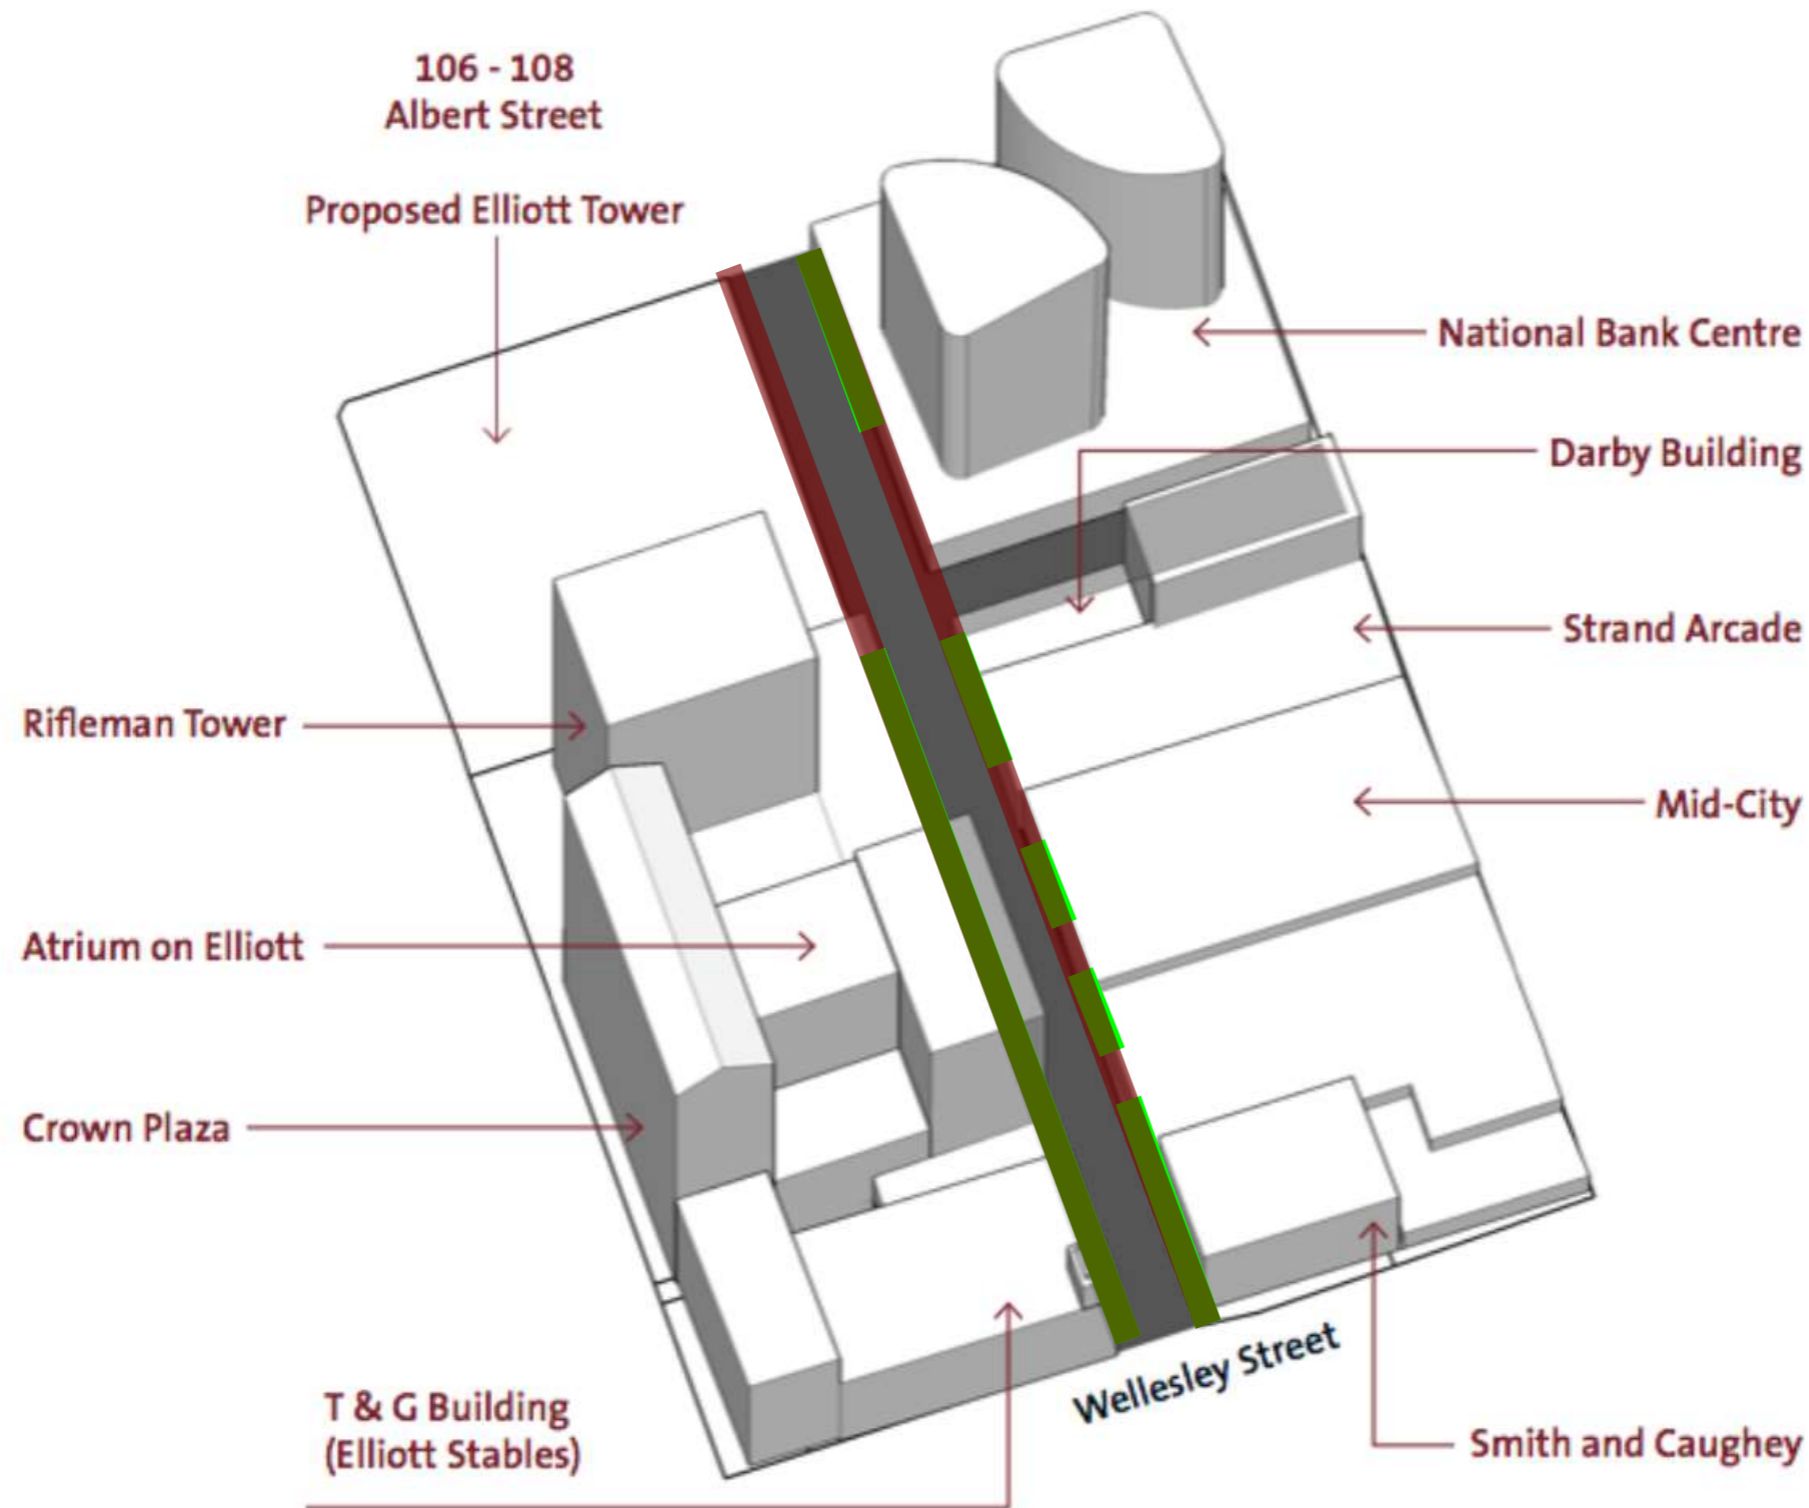 106 - 108
Albert Street
Proposed Elliott Tower
National Bank Centre
Darby Building
Strand Arcade
Rifleman Tower
Mid-City
Atrium on Elliott
Crown Plaza
Wellesley Street
T & G Building
(Elliott Stables)
Smith and Caughey